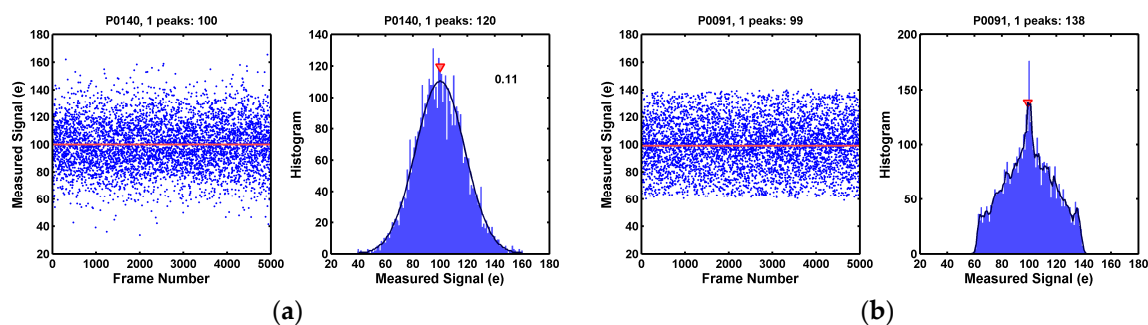 P0140, 1 peaks: 100
180
160
140
120
100
80
60
40
20
0 1000 2000 3000 4000 5000
Measured Signal (e)
Frame Number
P0140, 1 peaks: 120
140
120
100
80
60
40
20
0
20 40 60 80 100 120 140 160 180
Histogram
Measured Signal (e)
0.11
(a)
P0091, 1 peaks: 99
180
160
140
120
100
80
60
40
20
0 1000 2000 3000 4000 5000
Measured Signal (e)
Frame Number
P0091, 1 peaks: 138
200
150
100
50
0
20 40 60 80 100 120 140 160 180
Histogram
Measured Signal (e)
(b)